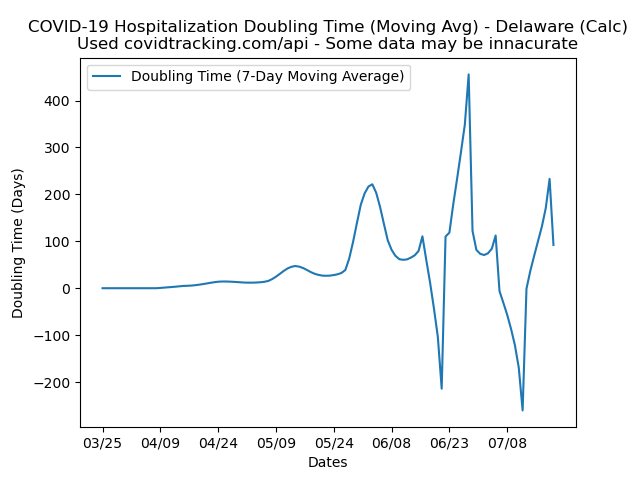 COVID-19 Hospitalization Doubling Time (Moving Avg) - Delaware (Calc)
Used covidtracking.com/api - Some data may be innacurate
Doubling Time (7-Day Moving Average)
Doubling Time (Days)
400
300
200
100
0
−100
−200
03/25 04/09 04/24 05/09 05/24 06/08 06/23 07/08
Dates